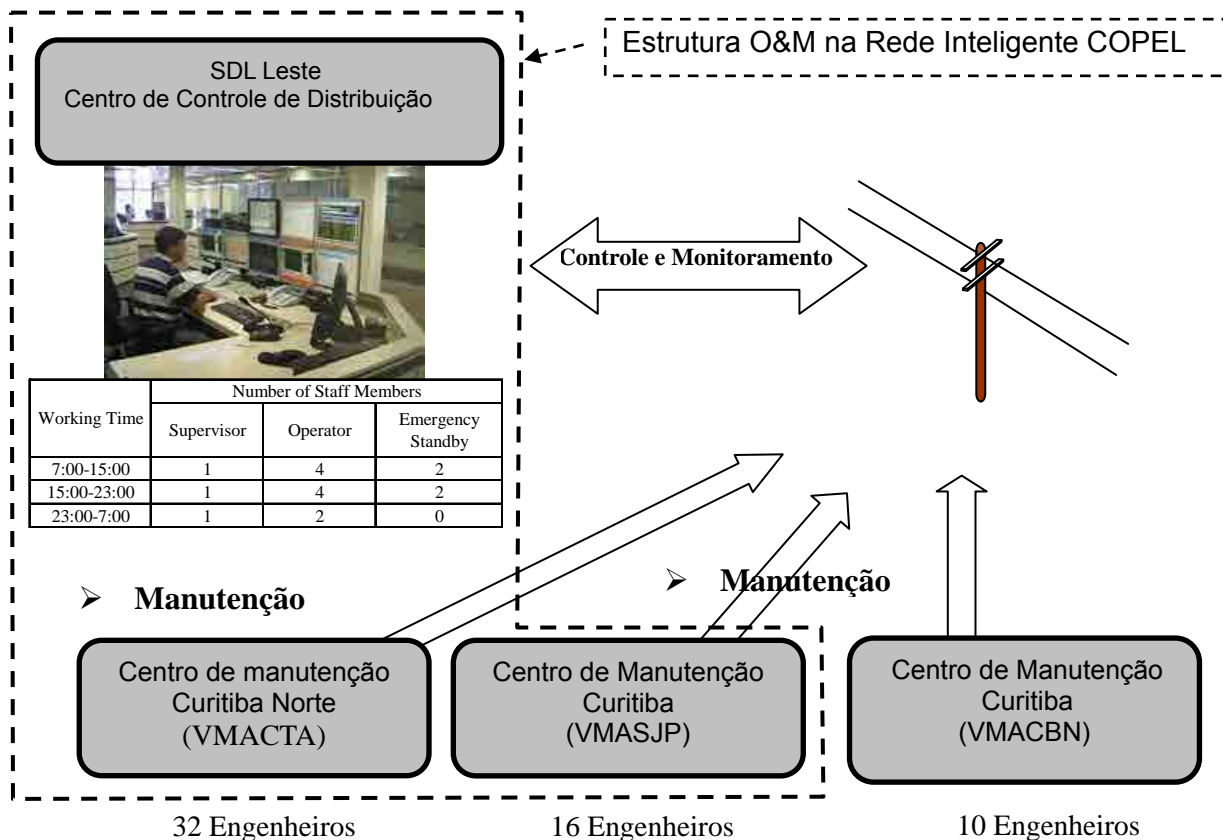 Estrutura O&M na Rede Inteligente COPEL
SDL Leste
Centro de Controle de Distribuição
Controle e Monitoramento
Working Time
Number of Staff Members
Supervisor
Operator
Emergency
Standby
7:00-15:00 1 4 2
15:00-23:00 1 4 2
23:00-7:00 1 2 0
➢ Manutenção
➢ Manutenção
Centro de manutenção
Curitiba Norte
(VMACTA)
Centro de Manutenção
Curitiba
(VMASJP)
Centro de Manutenção
Curitiba
(VMACBN)
32 Engenheiros
16 Engenheiros
10 Engenheiros